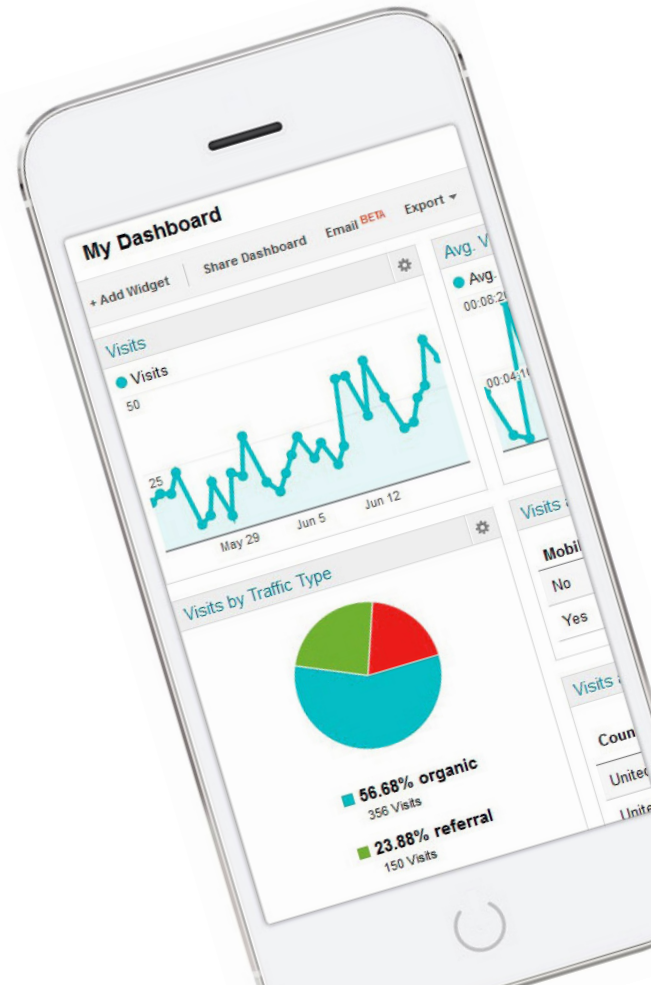 My Dashboard
+ Add Widget Share Dashboard Email BETA Export
Visits
Visits
50
25
May 29 Jun 5 Jun 12
Avg. V
Avg.
00:08:2
00:04:1
Visits by Traffic Type
56.68% organic
356 Visits
23.88% referral
150 Visits
Visits
Mobil
No
Yes
Visits
Coun
United
Unite